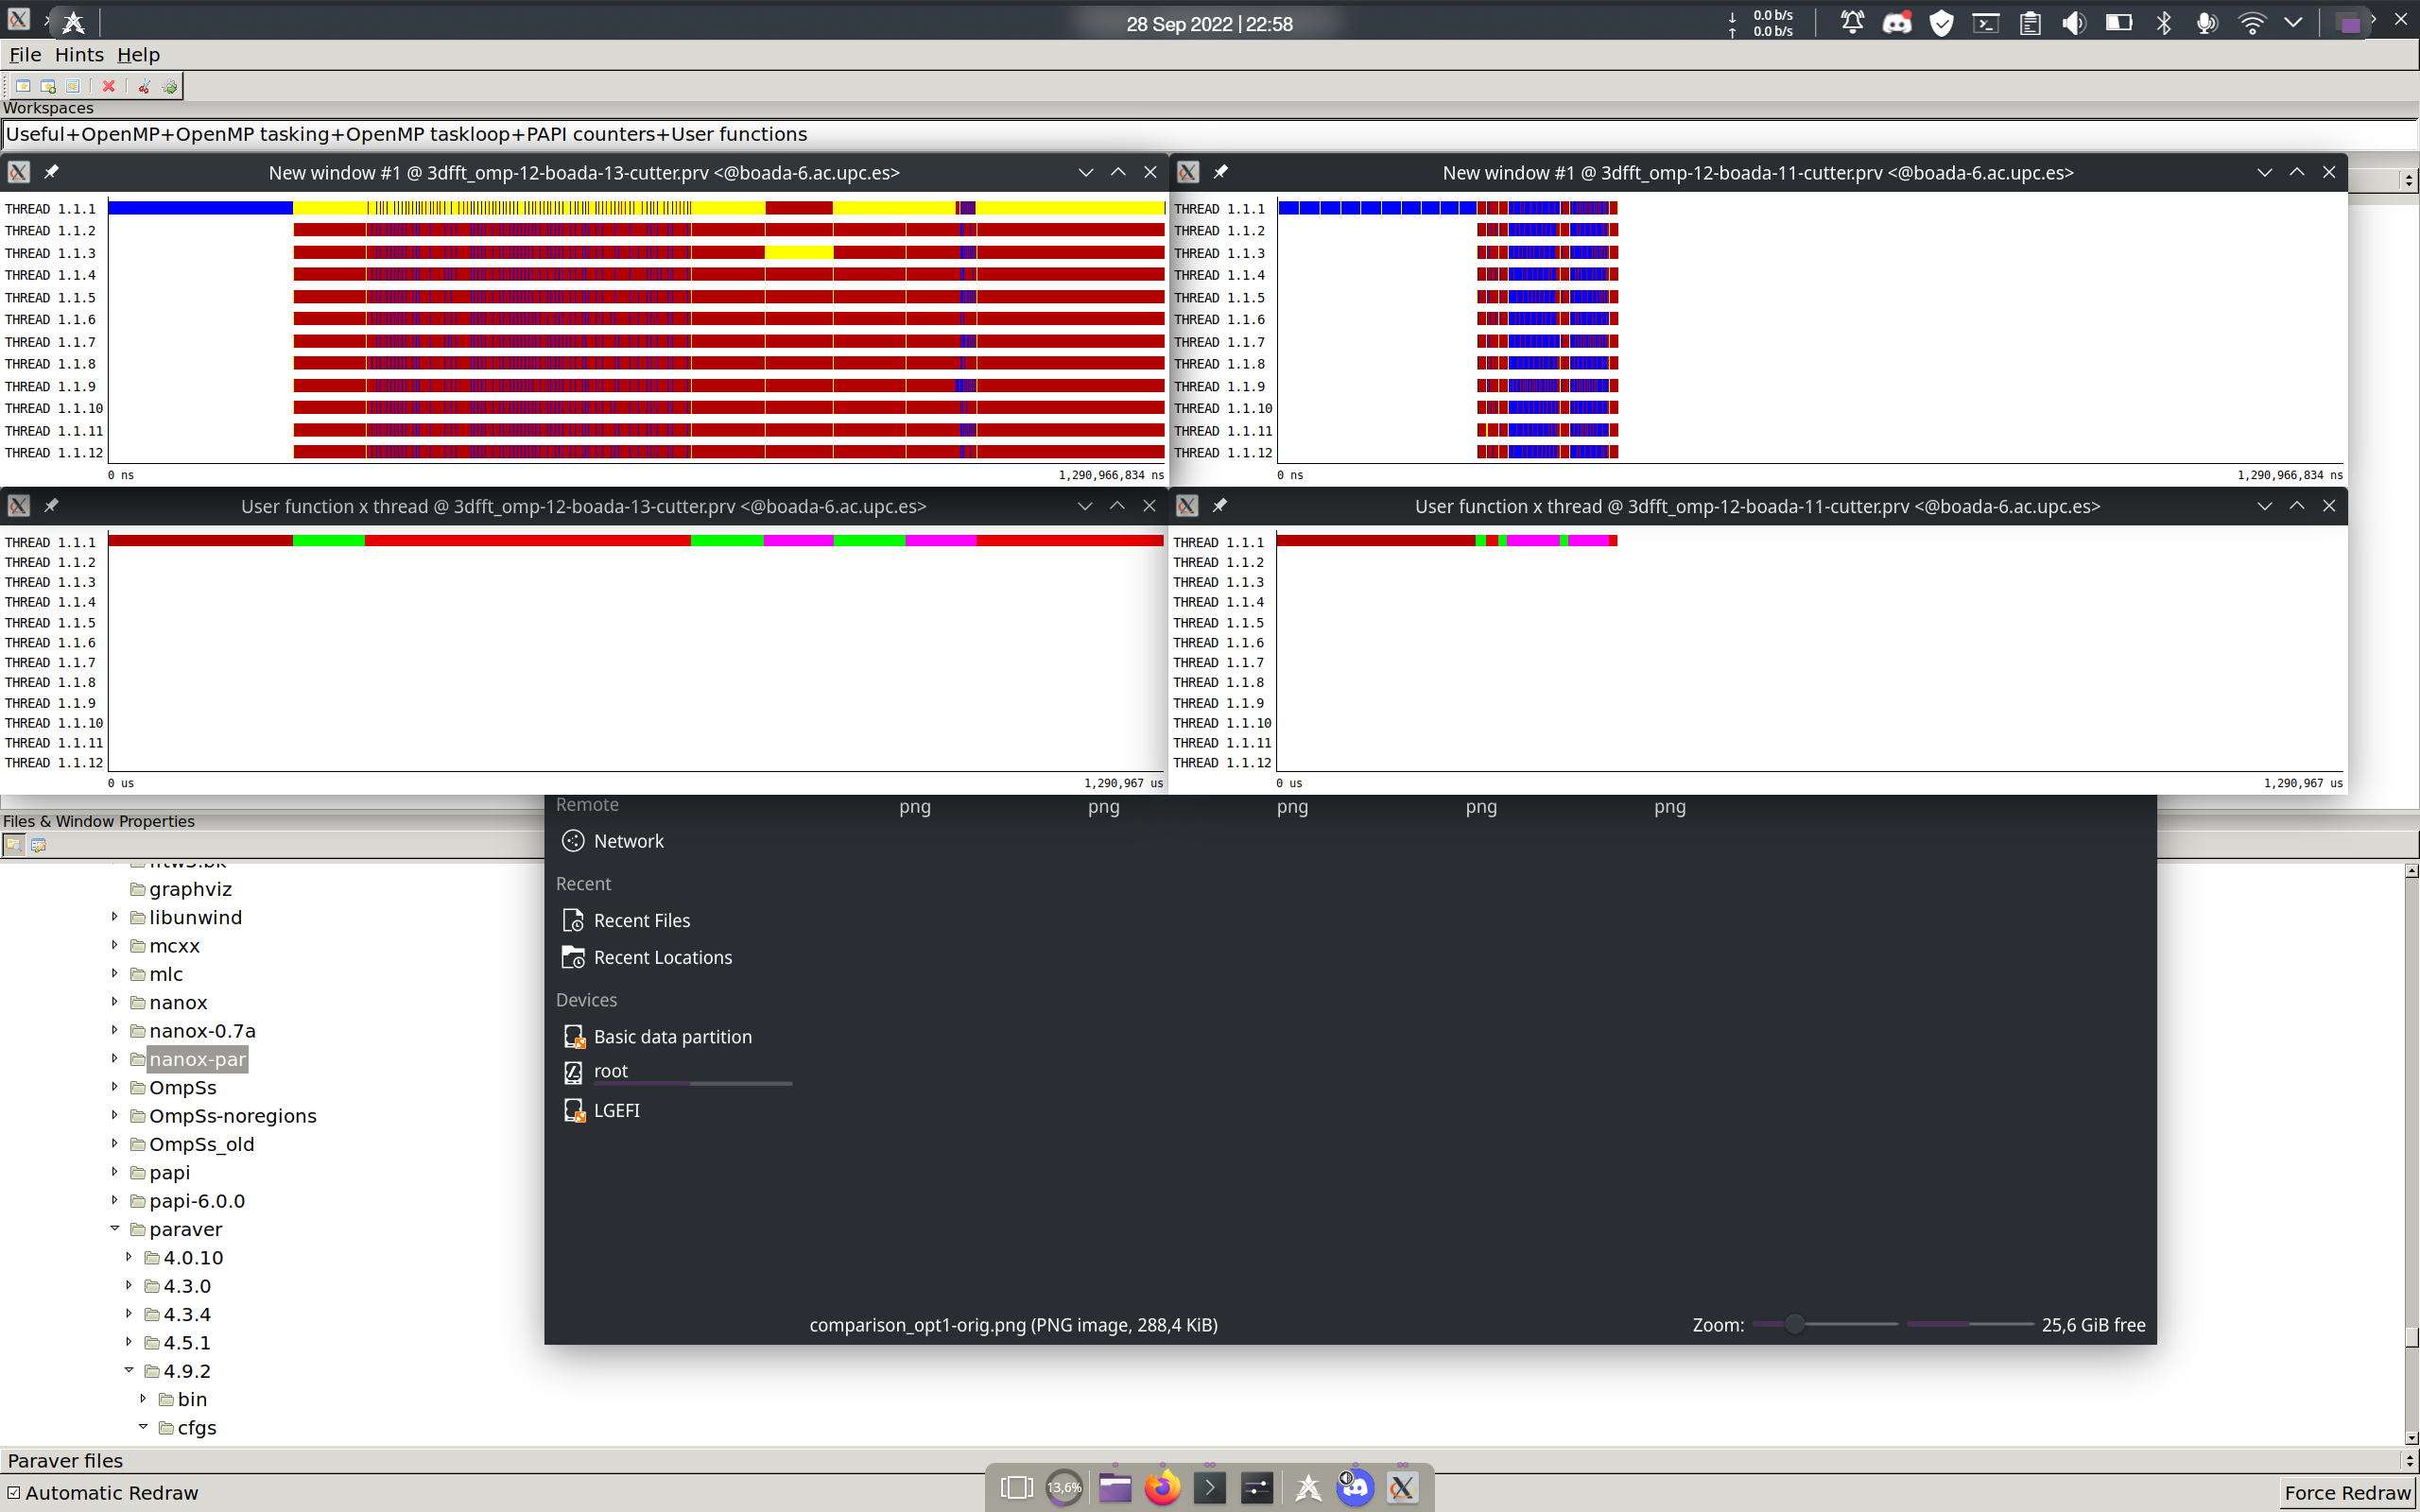 28 Sep 2022 | 22:58
0.0 b/s
0.0 b/s
File Hints Help
Workspaces
Useful+OpenMP+OpenMP tasking+OpenMP taskloop+PAPI counters+User functions
New window #1 @ 3dfft_omp-12-boada-13-cutter.prv <@boada-6.ac.upc.es>
THREAD 1.1.1
THREAD 1.1.2
THREAD 1.1.3
THREAD 1.1.4
THREAD 1.1.5
THREAD 1.1.6
THREAD 1.1.7
THREAD 1.1.8
THREAD 1.1.9
THREAD 1.1.10
THREAD 1.1.11
THREAD 1.1.12
0 ns
1,290,966,834 ns
New window #1 @ 3dfft_omp-12-boada-11-cutter.prv <@boada-6.ac.upc.es>
THREAD 1.1.1
THREAD 1.1.2
THREAD 1.1.3
THREAD 1.1.4
THREAD 1.1.5
THREAD 1.1.6
THREAD 1.1.7
THREAD 1.1.8
THREAD 1.1.9
THREAD 1.1.10
THREAD 1.1.11
THREAD 1.1.12
0 ns
1,290,966,834 ns
User function x thread @ 3dfft_omp-12-boada-13-cutter.prv <@boada-6.ac.upc.es>
THREAD 1.1.1
THREAD 1.1.2
THREAD 1.1.3
THREAD 1.1.4
THREAD 1.1.5
THREAD 1.1.6
THREAD 1.1.7
THREAD 1.1.8
THREAD 1.1.9
THREAD 1.1.10
THREAD 1.1.11
THREAD 1.1.12
0 us
1,290,967 us
User function x thread @ 3dfft_omp-12-boada-11-cutter.prv <@boada-6.ac.upc.es>
THREAD 1.1.1
THREAD 1.1.2
THREAD 1.1.3
THREAD 1.1.4
THREAD 1.1.5
THREAD 1.1.6
THREAD 1.1.7
THREAD 1.1.8
THREAD 1.1.9
THREAD 1.1.10
THREAD 1.1.11
THREAD 1.1.12
0 us
1,290,967 us
Files & Window Properties
graphviz
libunwind
mcxx
mlc
nanox
nanox-0.7a
nanox-par
OmpSs
OmpSs-noregions
OmpSs_old
papi
papi-6.0.0
paraver
4.0.10
4.3.0
4.3.4
4.5.1
4.9.2
bin
cfgs
Remote
png png png png png
Network
Recent
Recent Files
Recent Locations
Devices
Basic data partition
root
LGEFI
comparison_opt1-orig.png (PNG image, 288,4 KiB)
Zoom:
25,6 GiB free
Paraver files
Automatic Redraw
13,6%
Force Redraw